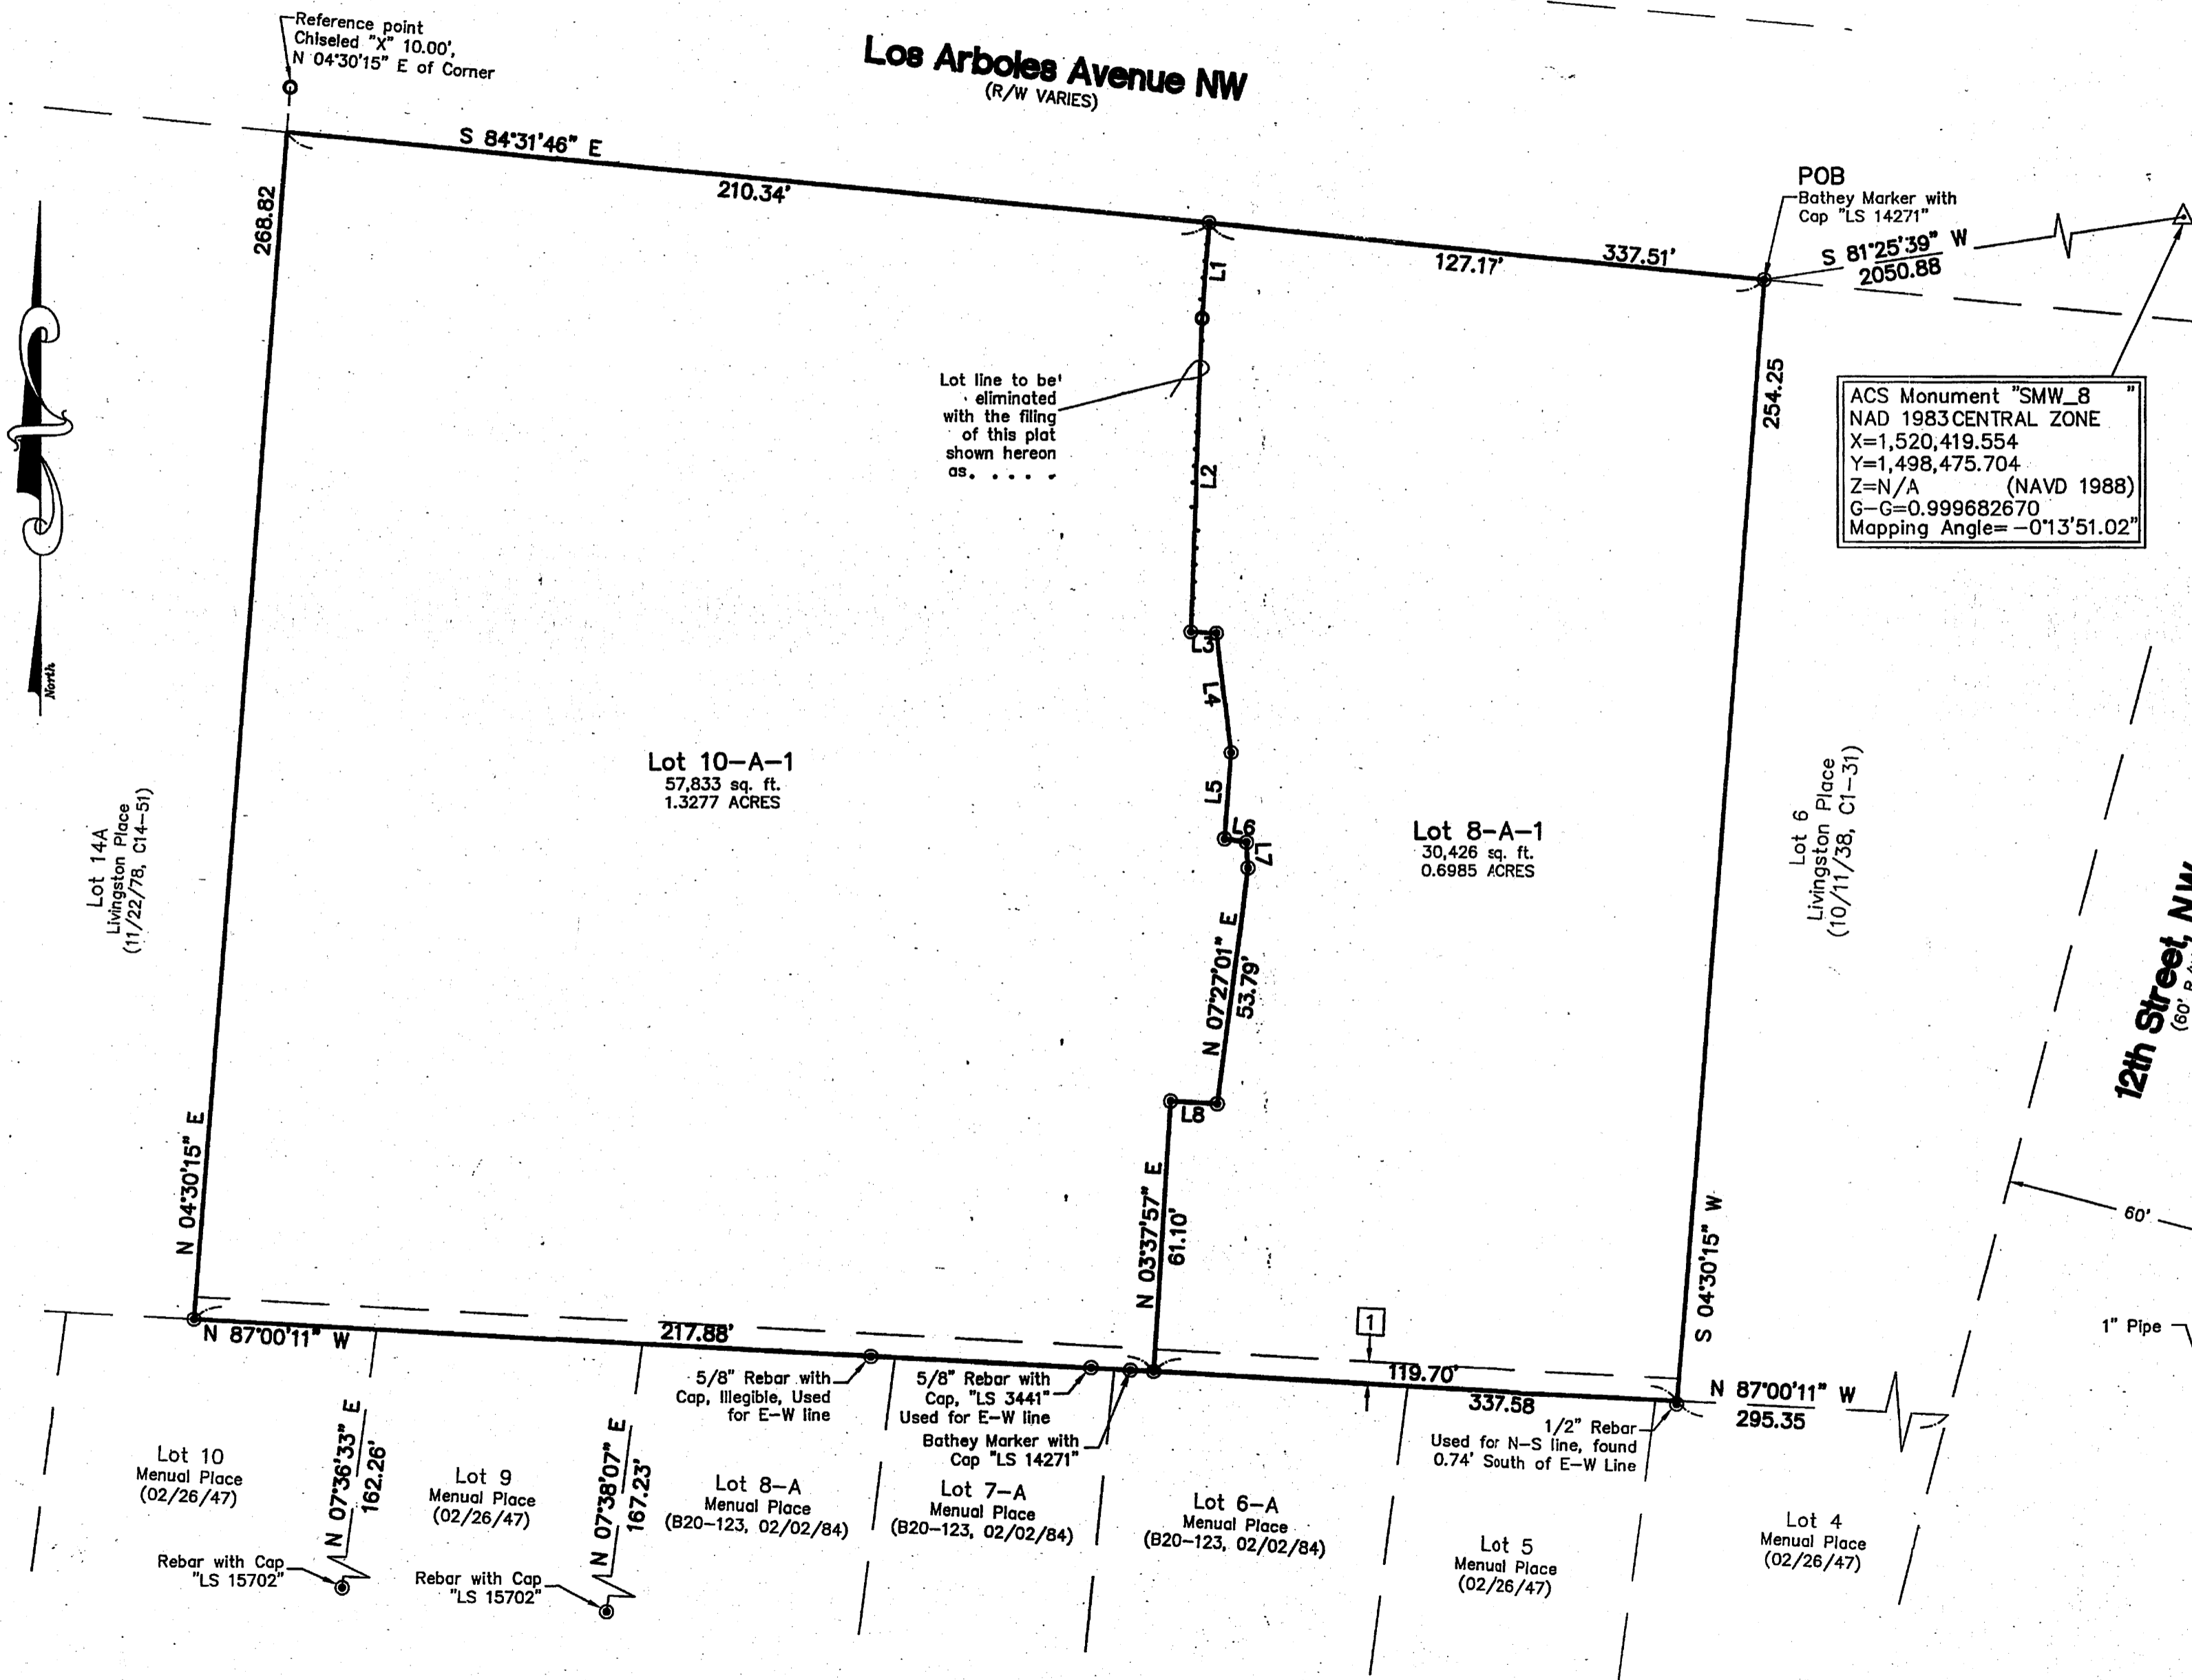 Reference point
Chiseled "X" 10.00',
N 04°30'15" E of Corner
Los Arboles Avenue NW
(R/W VARIES)
S 84°31'46" E
210.34'
268.82
127.17'
337.51'
POB
Bathey Marker with
Cap "LS 14271"
S 81°25'39" W
2050.88
L1
254.25
Lot line to be
eliminated
with the filing
of this plat
shown hereon
as. . . . .
L2
ACS Monument "SMW_8 "
NAD 1983 CENTRAL ZONE
X=1,520,419.554
Y=1,498,475.704
Z=N/A (NAVD 1988)
G-G=0.999682670
Mapping Angle= -0°13'51.02"
North
L3
L4
Lot 10-A-1
57,833 sq. ft.
1.3277 ACRES
L5
L6
L7
Lot 8-A-1
30,426 sq. ft.
0.6985 ACRES
Lot 14A
Livingston Place
(11/22/78, C14-51)
Lot 6
Livingston Place
(10/11/38, C1-31)
12th Street, NW
(60'
N 07°27'01" E
53.79'
L8
N 04°30'15" E
N 03°37'57" E
61.10'
S 04°30'15" W
60'
1" Pipe
N 87°00'11" W
217.88'
1
119.70'
337.58
N 87°00'11" W
295.35
5/8" Rebar with
Cap, Illegible, Used
for E-W line
5/8" Rebar with
Cap, "LS 3441"
Used for E-W line
Bathey Marker with
Cap "LS 14271"
1/2" Rebar
Used for N-S line, found
0.74' South of E-W Line
Lot 10
Menual Place
(02/26/47)
N 07°36'33" E
162.26'
Lot 9
Menual Place
(02/26/47)
N 07°38'07" E
167.23'
Lot 8-A
Menual Place
(B20-123, 02/02/84)
Lot 7-A
Menual Place
(B20-123, 02/02/84)
Lot 6-A
Menual Place
(B20-123, 02/02/84)
Lot 5
Menual Place
(02/26/47)
Lot 4
Menual Place
(02/26/47)
Rebar with Cap
"LS 15702"
Rebar with Cap
"LS 15702"